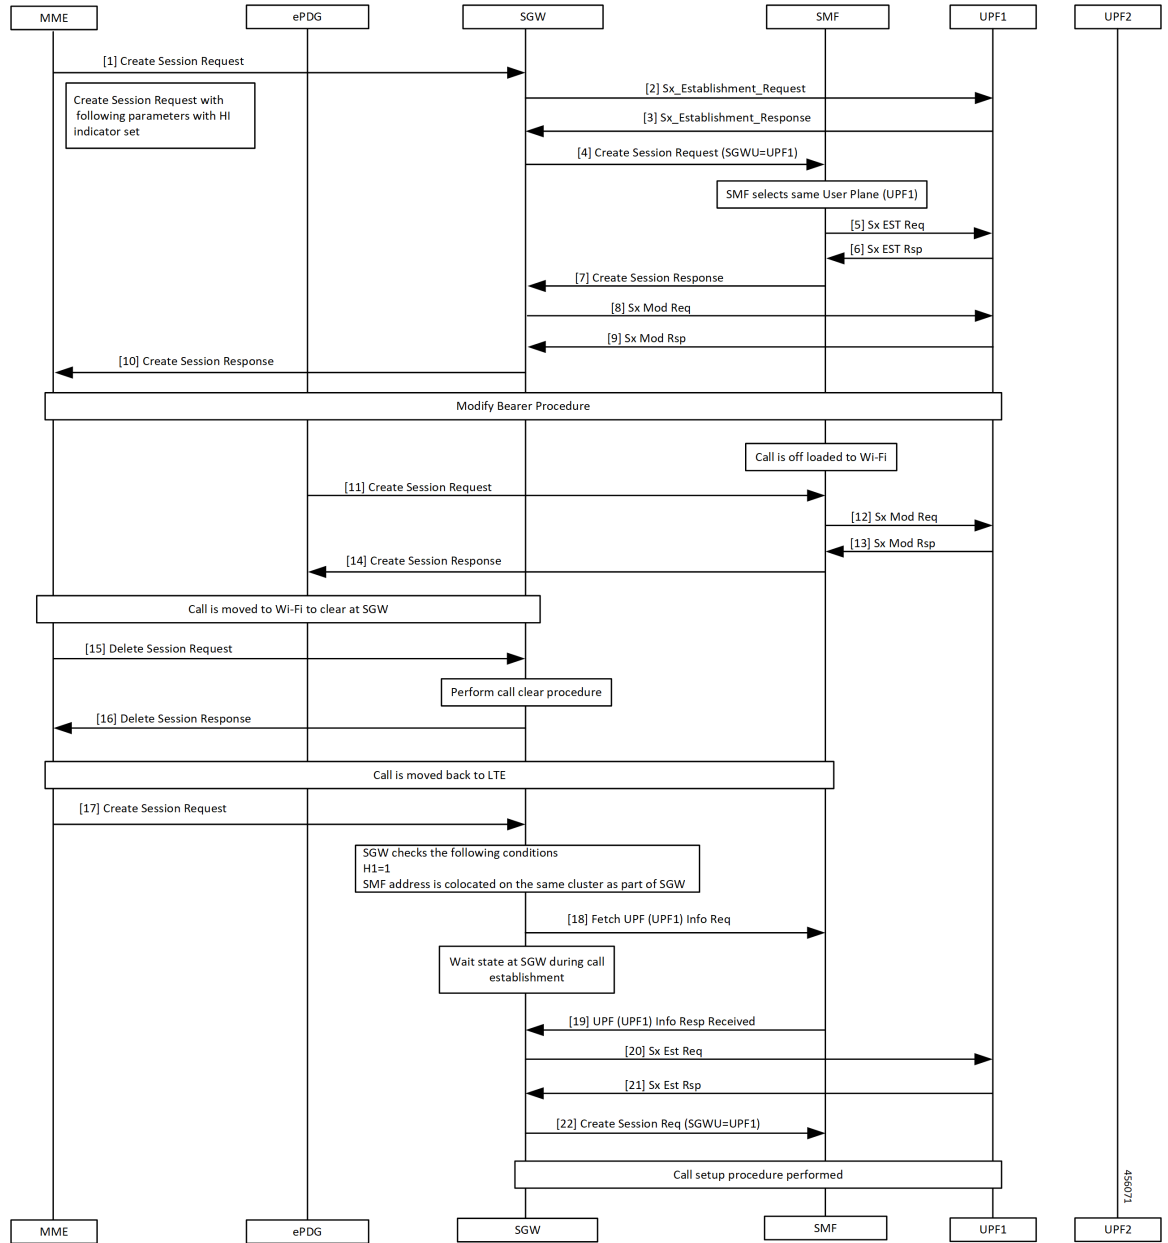 MME
ePDG
SGW
SMF
UPF1
UPF2
[1] Create Session Request
Create Session Request with
following parameters with HI
indicator set
[2] Sx_Establishment_Request
[3] Sx_Establishment_Response
[4] Create Session Request (SGWU=UPF1)
SMF selects same User Plane (UPF1)
[5] Sx EST Req
[6] Sx EST Rsp
[7] Create Session Response
[8] Sx Mod Req
[9] Sx Mod Rsp
[10] Create Session Response
Modify Bearer Procedure
Call is off loaded to Wi-Fi
[11] Create Session Request
[12] Sx Mod Req
[13] Sx Mod Rsp
[14] Create Session Response
Call is moved to Wi-Fi to clear at SGW
[15] Delete Session Request
Perform call clear procedure
[16] Delete Session Response
Call is moved back to LTE
[17] Create Session Request
SGW checks the following conditions
H1=1
SMF address is colocated on the same cluster as part of SGW
[18] Fetch UPF (UPF1) Info Req
Wait state at SGW during call
establishment
[19] UPF (UPF1) Info Resp Received
[20] Sx Est Req
[21] Sx Est Rsp
[22] Create Session Req (SGWU=UPF1)
Call setup procedure performed
456071
MME
ePDG
SGW
SMF
UPF1
UPF2